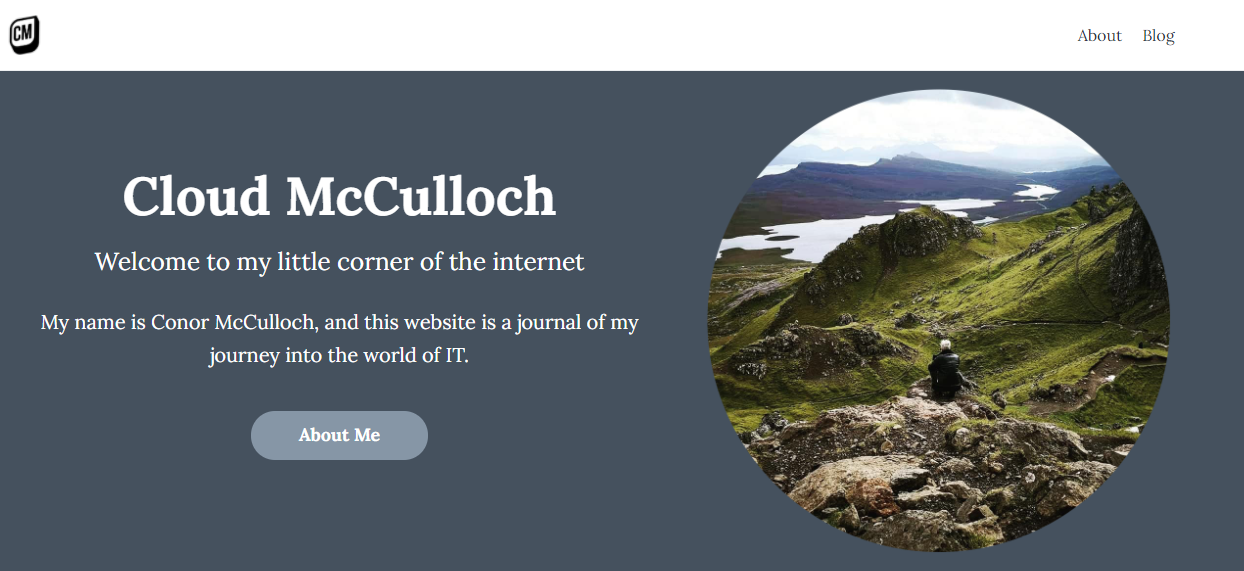 CM
About
Blog
Cloud McCulloch
Welcome to my little corner of the internet
My name is Conor McCulloch, and this website is a journal of my
journey into the world of IT.
About Me